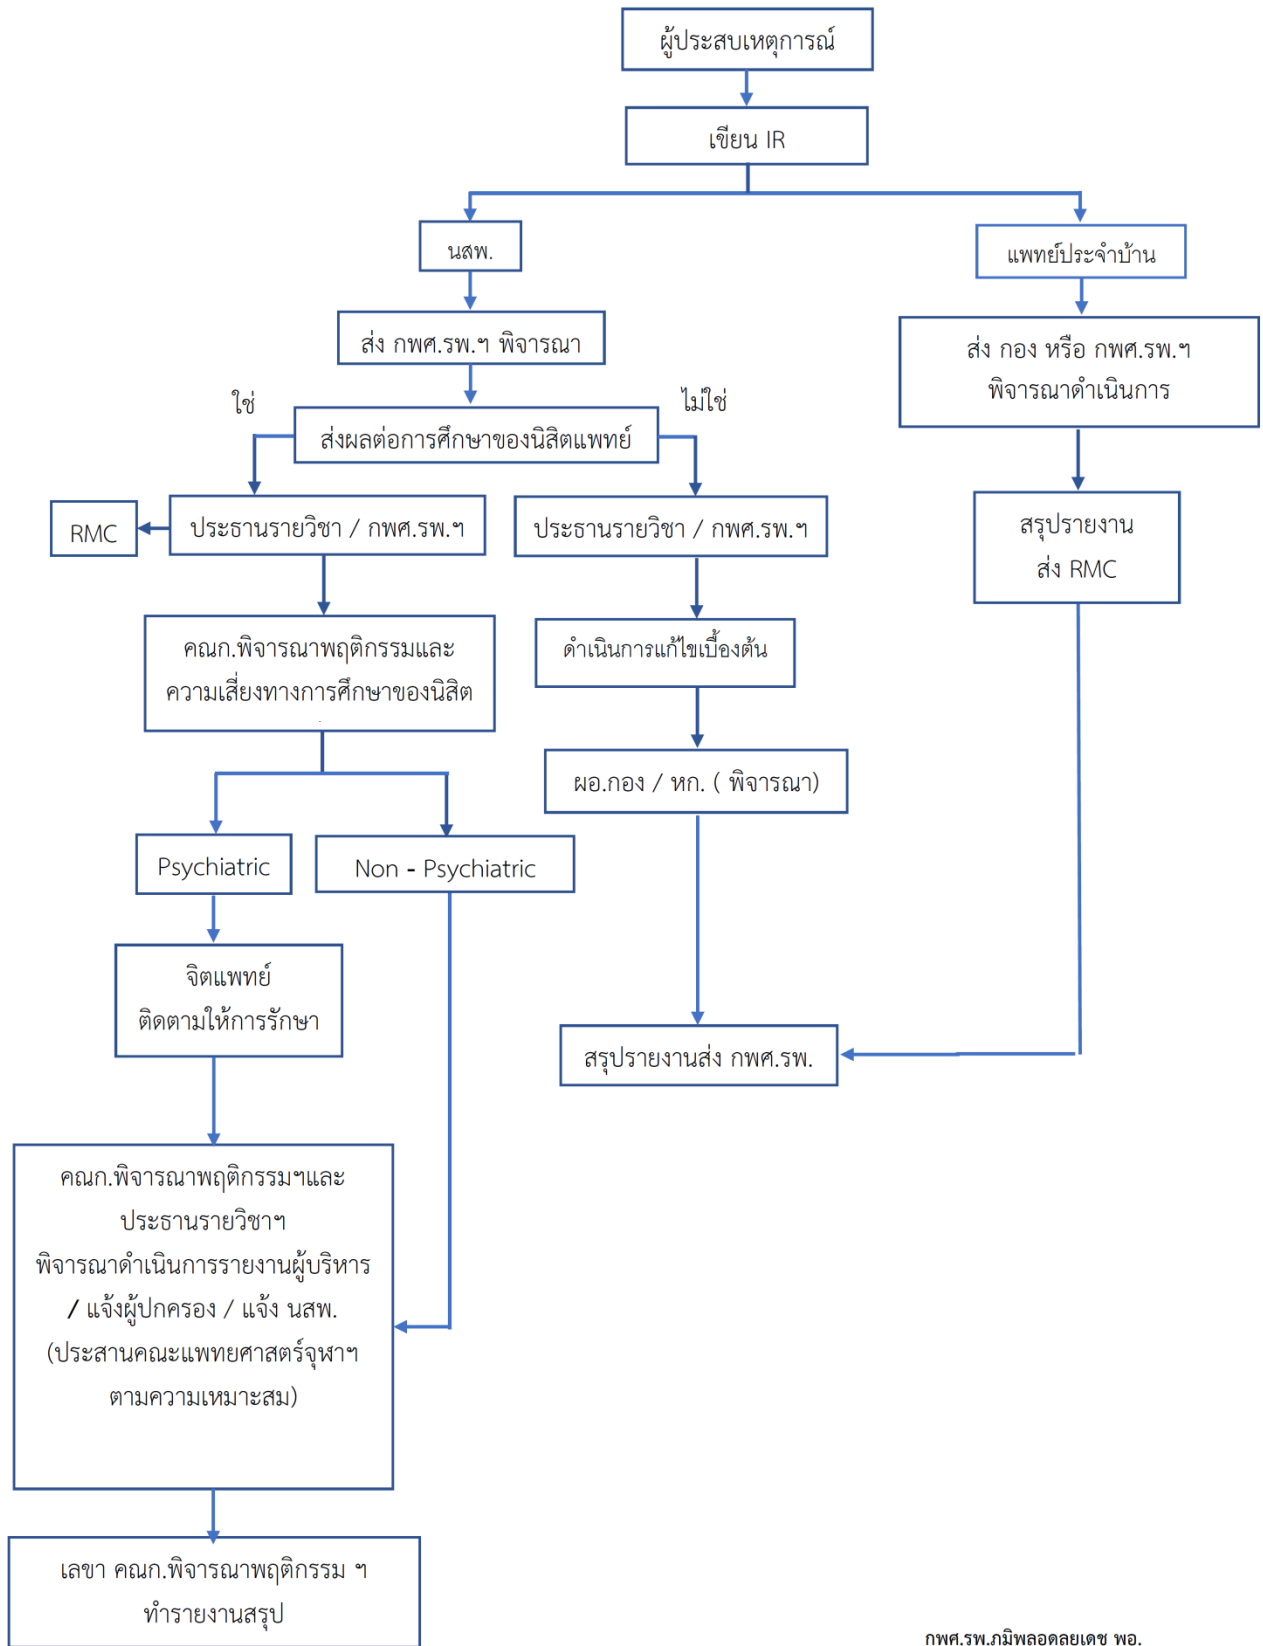 ผู้ประสบเหตุการณ์
เขียน IR
นสพ.
แพทย์ประจำบ้าน
ส่ง กพศ.รพ.ฯ พิจารณา
ส่ง กอง หรือ กพศ.รพ.ฯ
พิจารณาดำเนินการ
ใช่
ไม่ใช่
ส่งผลต่อการศึกษาของนิสิตแพทย์
RMC
ประธานรายวิชา / กพศ.รพ.ฯ
ประธานรายวิชา / กพศ.รพ.ฯ
สรุปรายงาน
ส่ง RMC
คณก.พิจารณาพฤติกรรมและ
ความเสี่ยงทางการศึกษาของนิสิต
ดำเนินการแก้ไขเบื้องต้น
ผอ.กอง / หก. ( พิจารณา)
Psychiatric
Non - Psychiatric
จิตแพทย์
ติดตามให้การรักษา
สรุปรายงานส่ง กพศ.รพ.
คณก.พิจารณาพฤติกรรมฯและ
ประธานรายวิชาฯ
พิจารณาดำเนินการรายงานผู้บริหาร
/ แจ้งผู้ปกครอง / แจ้ง นสพ.
(ประสานคณะแพทยศาสตร์จุฬาฯ
ตามความเหมาะสม)
เลขา คณก.พิจารณาพฤติกรรม ฯ
ทำรายงานสรุป
กพศ.รพ.ภูมิพลอดุลยเดช พอ.